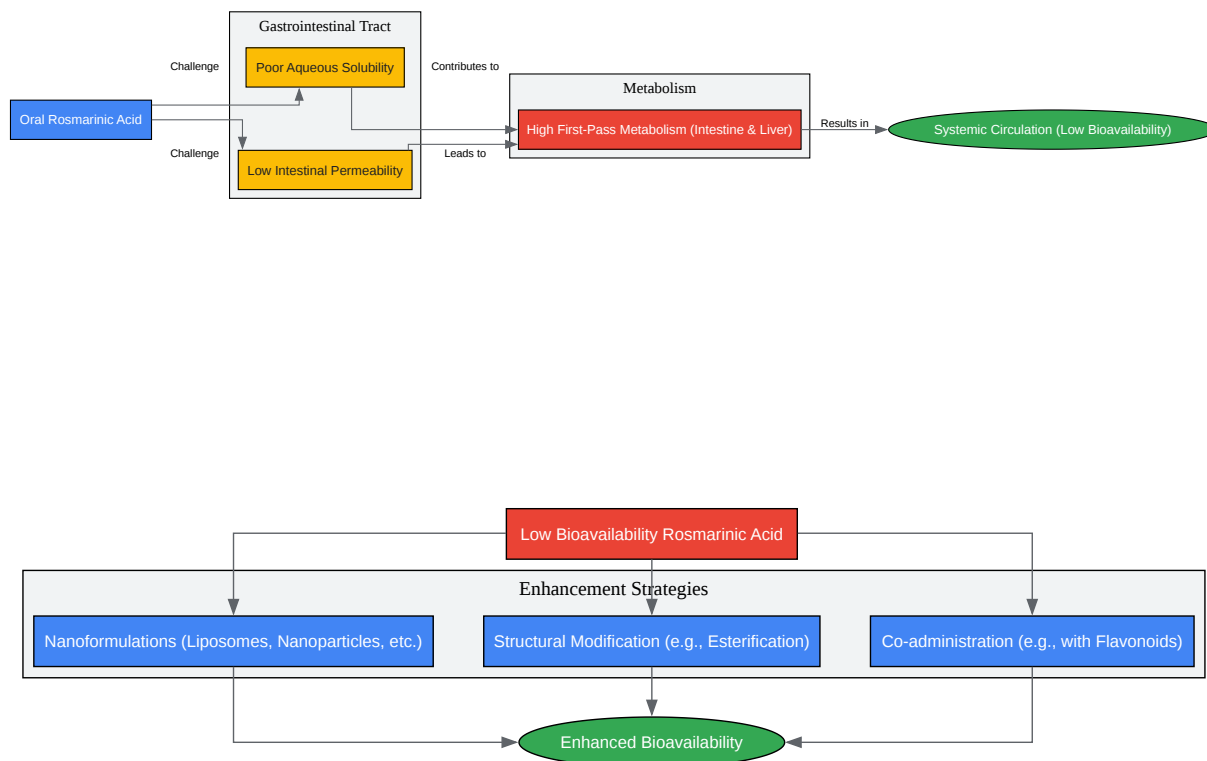 Gastrointestinal Tract
Challenge
Poor Aqueous Solubility
Contributes to
Metabolism
Oral Rosmarinic Acid
High First-Pass Metabolism (Intestine & Liver)
Results in
Systemic Circulation (Low Bioavailability)
Challenge
Low Intestinal Permeability
Leads to
Low Bioavailability Rosmarinic Acid
Enhancement Strategies
Nanoformulations (Liposomes, Nanoparticles, etc.)
Structural Modification (e.g., Esterification)
Co-administration (e.g., with Flavonoids)
Enhanced Bioavailability